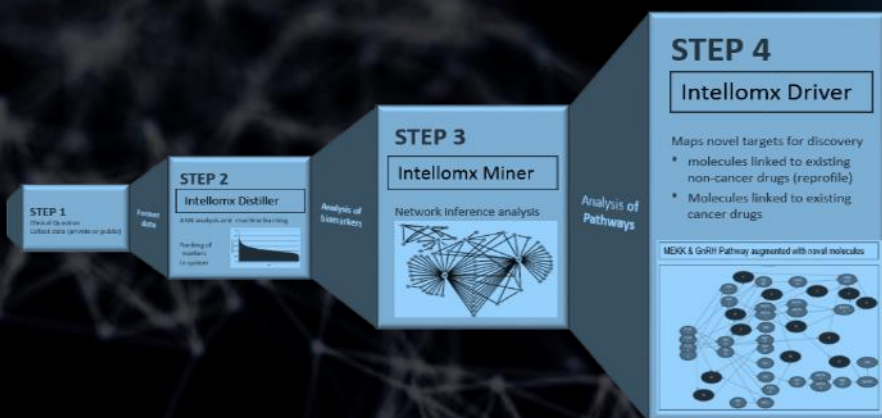 STEP 1
Clinical Question
Collect data (private or public)
Format
data
STEP 2
Intellomx Distiller
ANN analysis and machine learning
Ranking of
markers
in system
Analysis of
biomarkers
STEP 3
Intellomx Miner
Network inference analysis
Analysis of
Pathways
STEP 4
Intellomx Driver
Maps novel targets for discovery
* molecules linked to existing
non-cancer drugs (reprofile)
* Molecules linked to existing
cancer drugs
MEKK & GnRH Pathway augmented with novel molecules